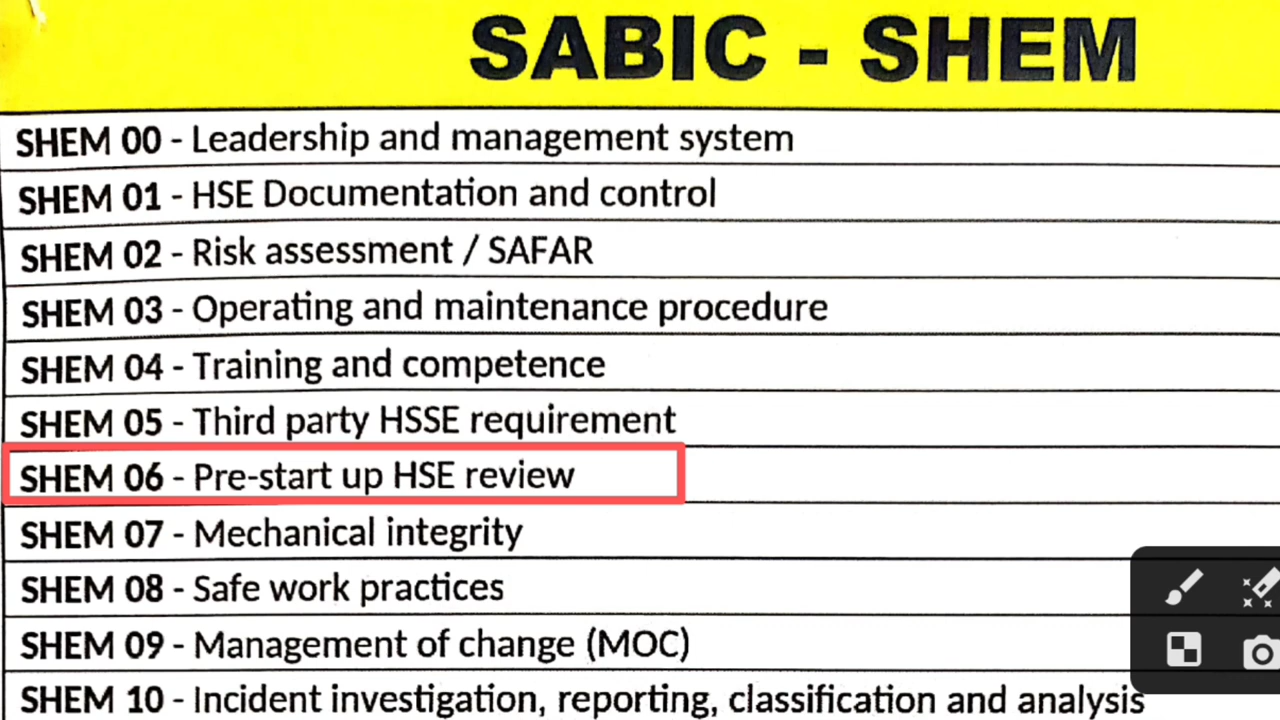 SABIC - SHEM
SHEM 00 - Leadership and management system
SHEM 01 - HSE Documentation and control
SHEM 02 - Risk assessment / SAFAR
SHEM 03 - Operating and maintenance procedure
SHEM 04 - Training and competence
SHEM 05 - Third party HSSE requirement
SHEM 06 - Pre-start up HSE review
SHEM 07 - Mechanical integrity
SHEM 08 - Safe work practices
SHEM 09 - Management of change (MOC)
SHEM 10 - Incident investigation, reporting, classification and analysis